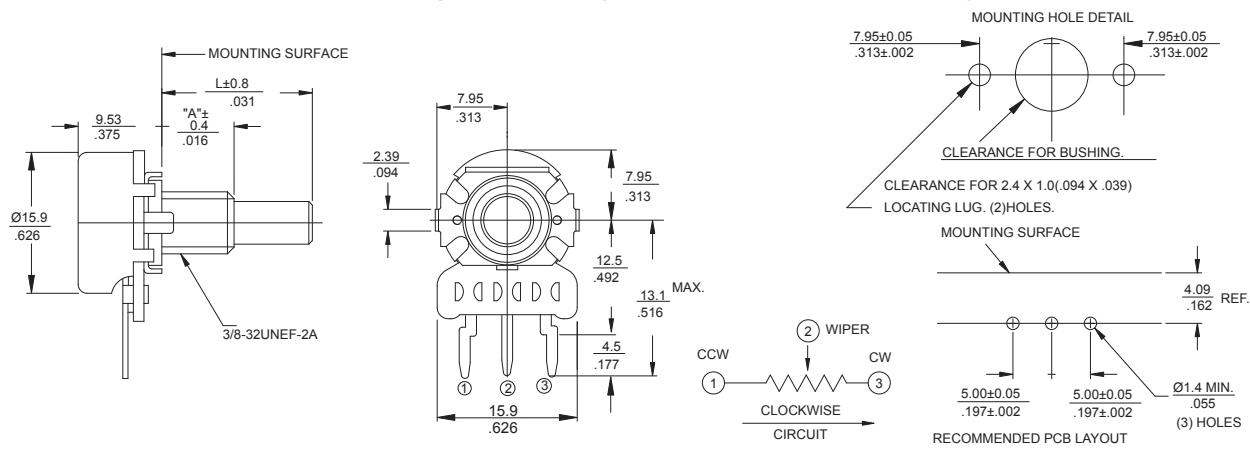 MOUNTING SURFACE
L±0.8
.031
"A"±
0.4
.016
9.53
.375
Ø15.9
.626
3/8-32UNEF-2A
7.95
.313
2.39
.094
7.95
.313
12.5
.492
13.1
.516
MAX.
4.5
.177
1
2
3
15.9
.626
CCW
1
2
WIPER
CW
3
CLOCKWISE
CIRCUIT
MOUNTING HOLE DETAIL
7.95±0.05
.313±.002
7.95±0.05
.313±.002
CLEARANCE FOR BUSHING.
CLEARANCE FOR 2.4 X 1.0(.094 X .039)
LOCATING LUG. (2)HOLES.
MOUNTING SURFACE
4.09
.162
REF.
5.00±0.05
.197±.002
5.00±0.05
.197±.002
Ø1.4 MIN.
.055
(3) HOLES
RECOMMENDED PCB LAYOUT